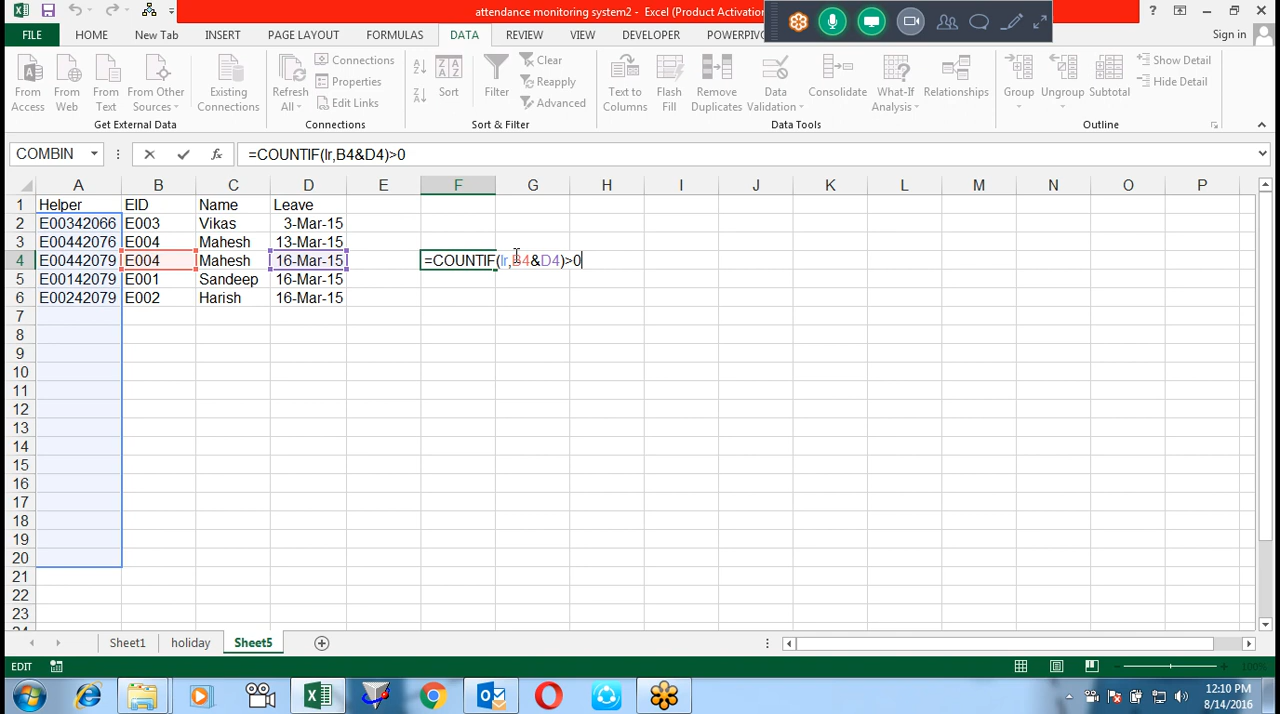 attendance monitoring system2 - Excel (Product Activation
?
FILE HOME New Tab INSERT PAGE LAYOUT FORMULAS DATA REVIEW VIEW DEVELOPER POWERPIVOT Sign in
From Access
From Web
From Text
From Other Sources
Get External Data
Existing Connections
Refresh All
Connections
Properties
Edit Links
Connections
Sort
Filter
Clear
Reapply
Advanced
Sort & Filter
Text to Columns
Flash Fill
Remove Duplicates
Data Validation
Consolidate
What-If Analysis
Relationships
Data Tools
Group
Ungroup
Subtotal
Show Detail
Hide Detail
Outline
COMBIN fx =COUNTIF(lr,B4&D4)>0
A B C D E F G H I J K L M N O P
1 Helper EID Name Leave
2 E00342066 E003 Vikas 3-Mar-15
3 E00442076 E004 Mahesh 13-Mar-15
4 E00442079 E004 Mahesh 16-Mar-15 =COUNTIF(lr,B4&D4)>0
5 E00142079 E001 Sandeep 16-Mar-15
6 E00242079 E002 Harish 16-Mar-15
7
8
9
10
11
12
13
14
15
16
17
18
19
20
21
22
23
Sheet1 holiday Sheet5
EDIT 100%
12:10 PM
8/14/2016